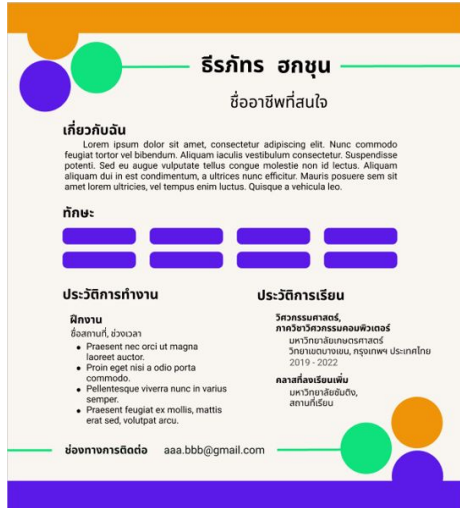 ธีรภัทร ฮกชุน
ชื่ออาชีพที่สนใจ
เกี่ยวกับฉัน
Lorem ipsum dolor sit amet, consectetur adipiscing elit. Nunc commodo
feugiat tortor vel bibendum. Aliquam iaculis vestibulum consectetur. Suspendisse
potenti. Sed eu augue vulputate tellus congue molestie non id lectus. Aliquam
aliquam dui in est condimentum, a ultrices nunc efficitur. Mauris posuere sem sit
amet lorem ultricies, vel tempus enim luctus. Quisque a vehicula leo.
ทักษะ
ประวัติการทำงาน
ฝึกงาน
ชื่อสถานที่, ช่วงเวลา
• Praesent nec orci ut magna
laoreet auctor.
• Proin eget nisi a odio porta
commodo.
• Pellentesque viverra nunc in varius
semper.
• Praesent feugiat ex mollis, mattis
erat sed, volutpat arcu.
ประวัติการเรียน
วิศวกรรมศาสตร์,
ภาควิชาวิศวกรรมคอมพิวเตอร์
มหาวิทยาลัยเกษตรศาสตร์
วิทยาเขตบางเขน, กรุงเทพฯ ประเทศไทย
2019 - 2022
คลาสที่ลงเรียนเพิ่ม
มหาวิทยาลัยชันดิง,
สถานที่เรียน
ช่องทางการติดต่อ aaa.bbb@gmail.com